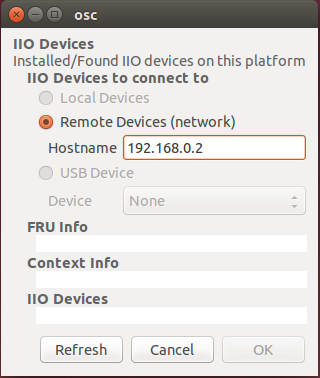 osc
IIO Devices
Installed/Found IIO devices on this platform
IIO Devices to connect to
Local Devices
Remote Devices (network)
Hostname 192.168.0.2
USB Device
Device None
FRU Info
Context Info
IIO Devices
Refresh Cancel OK